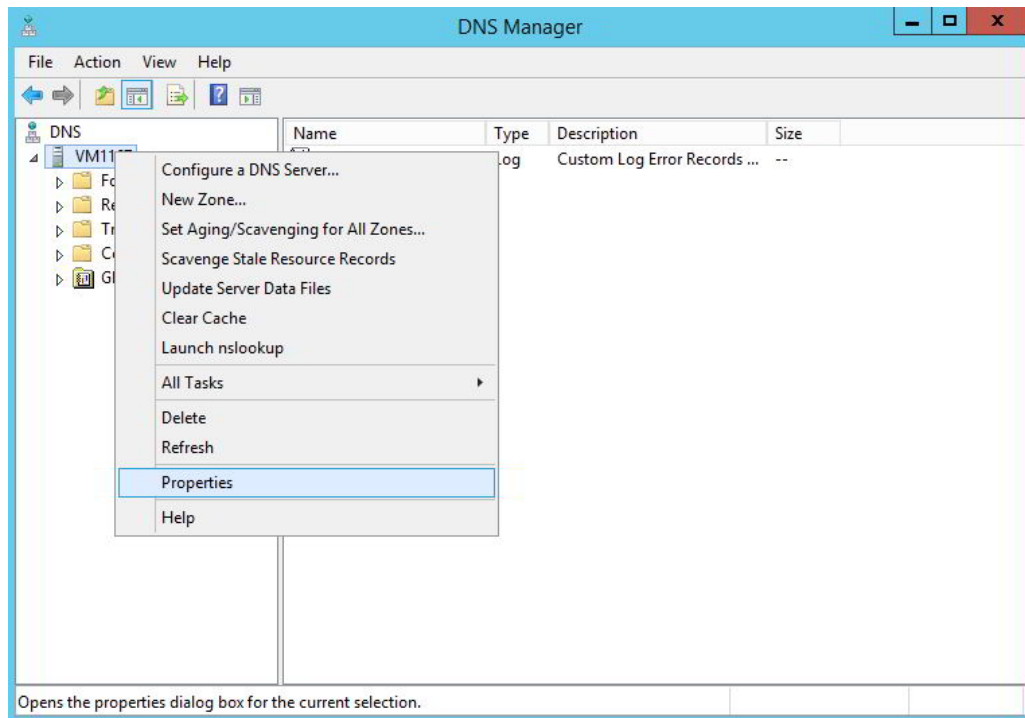 DNS Manager
File Action View Help
DNS
Name Type Description Size
Custom Log Error Records ... --
Configure a DNS Server...
New Zone...
Set Aging/Scavenging for All Zones...
Scavenge Stale Resource Records
Update Server Data Files
Clear Cache
Launch nslookup
All Tasks
Delete
Refresh
Properties
Help
Opens the properties dialog box for the current selection.